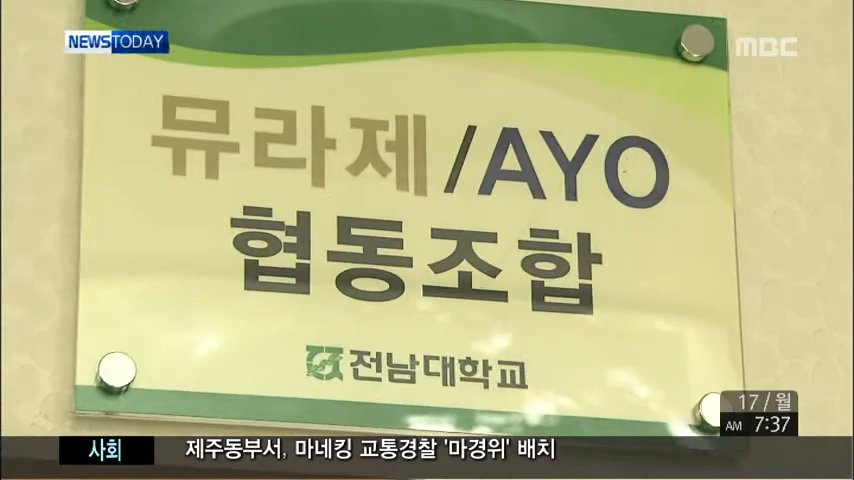 NEWSTODAY
MBC
뮤라제/AYO
협동조합
전남대학교
17/월
AM 7:37
사회 제주동부서, 마네킹 교통경찰 '마경위' 배치